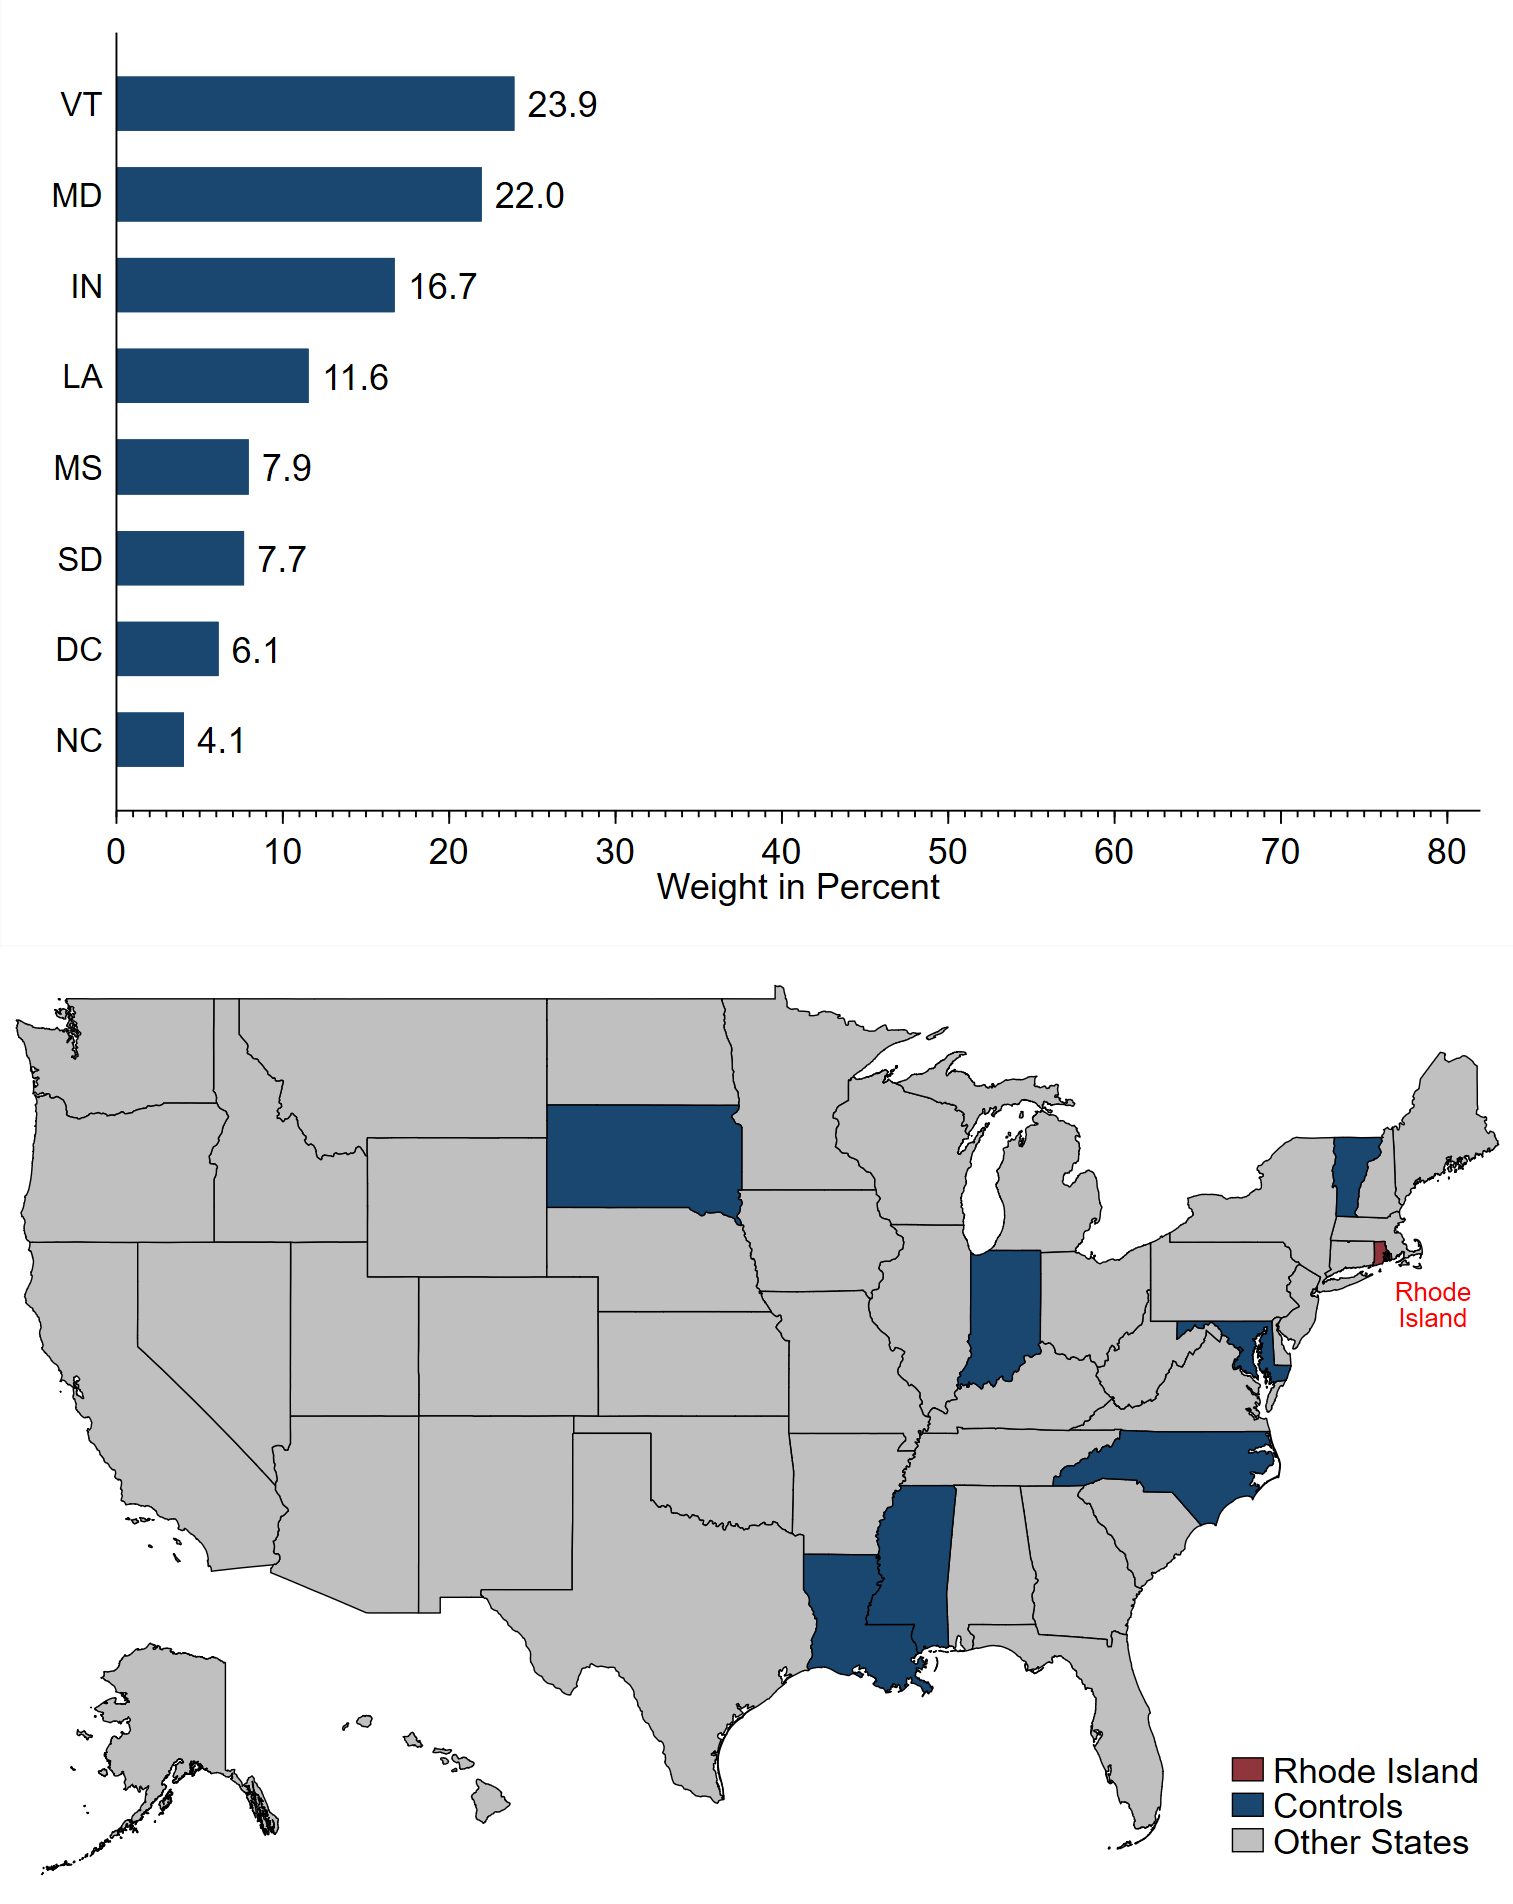 VT 23.9
MD 22.0
IN 16.7
LA 11.6
MS 7.9
SD 7.7
DC 6.1
NC 4.1
0 10 20 30 40 50 60 70 80
Weight in Percent
Rhode
Island
Rhode Island
Controls
Other States